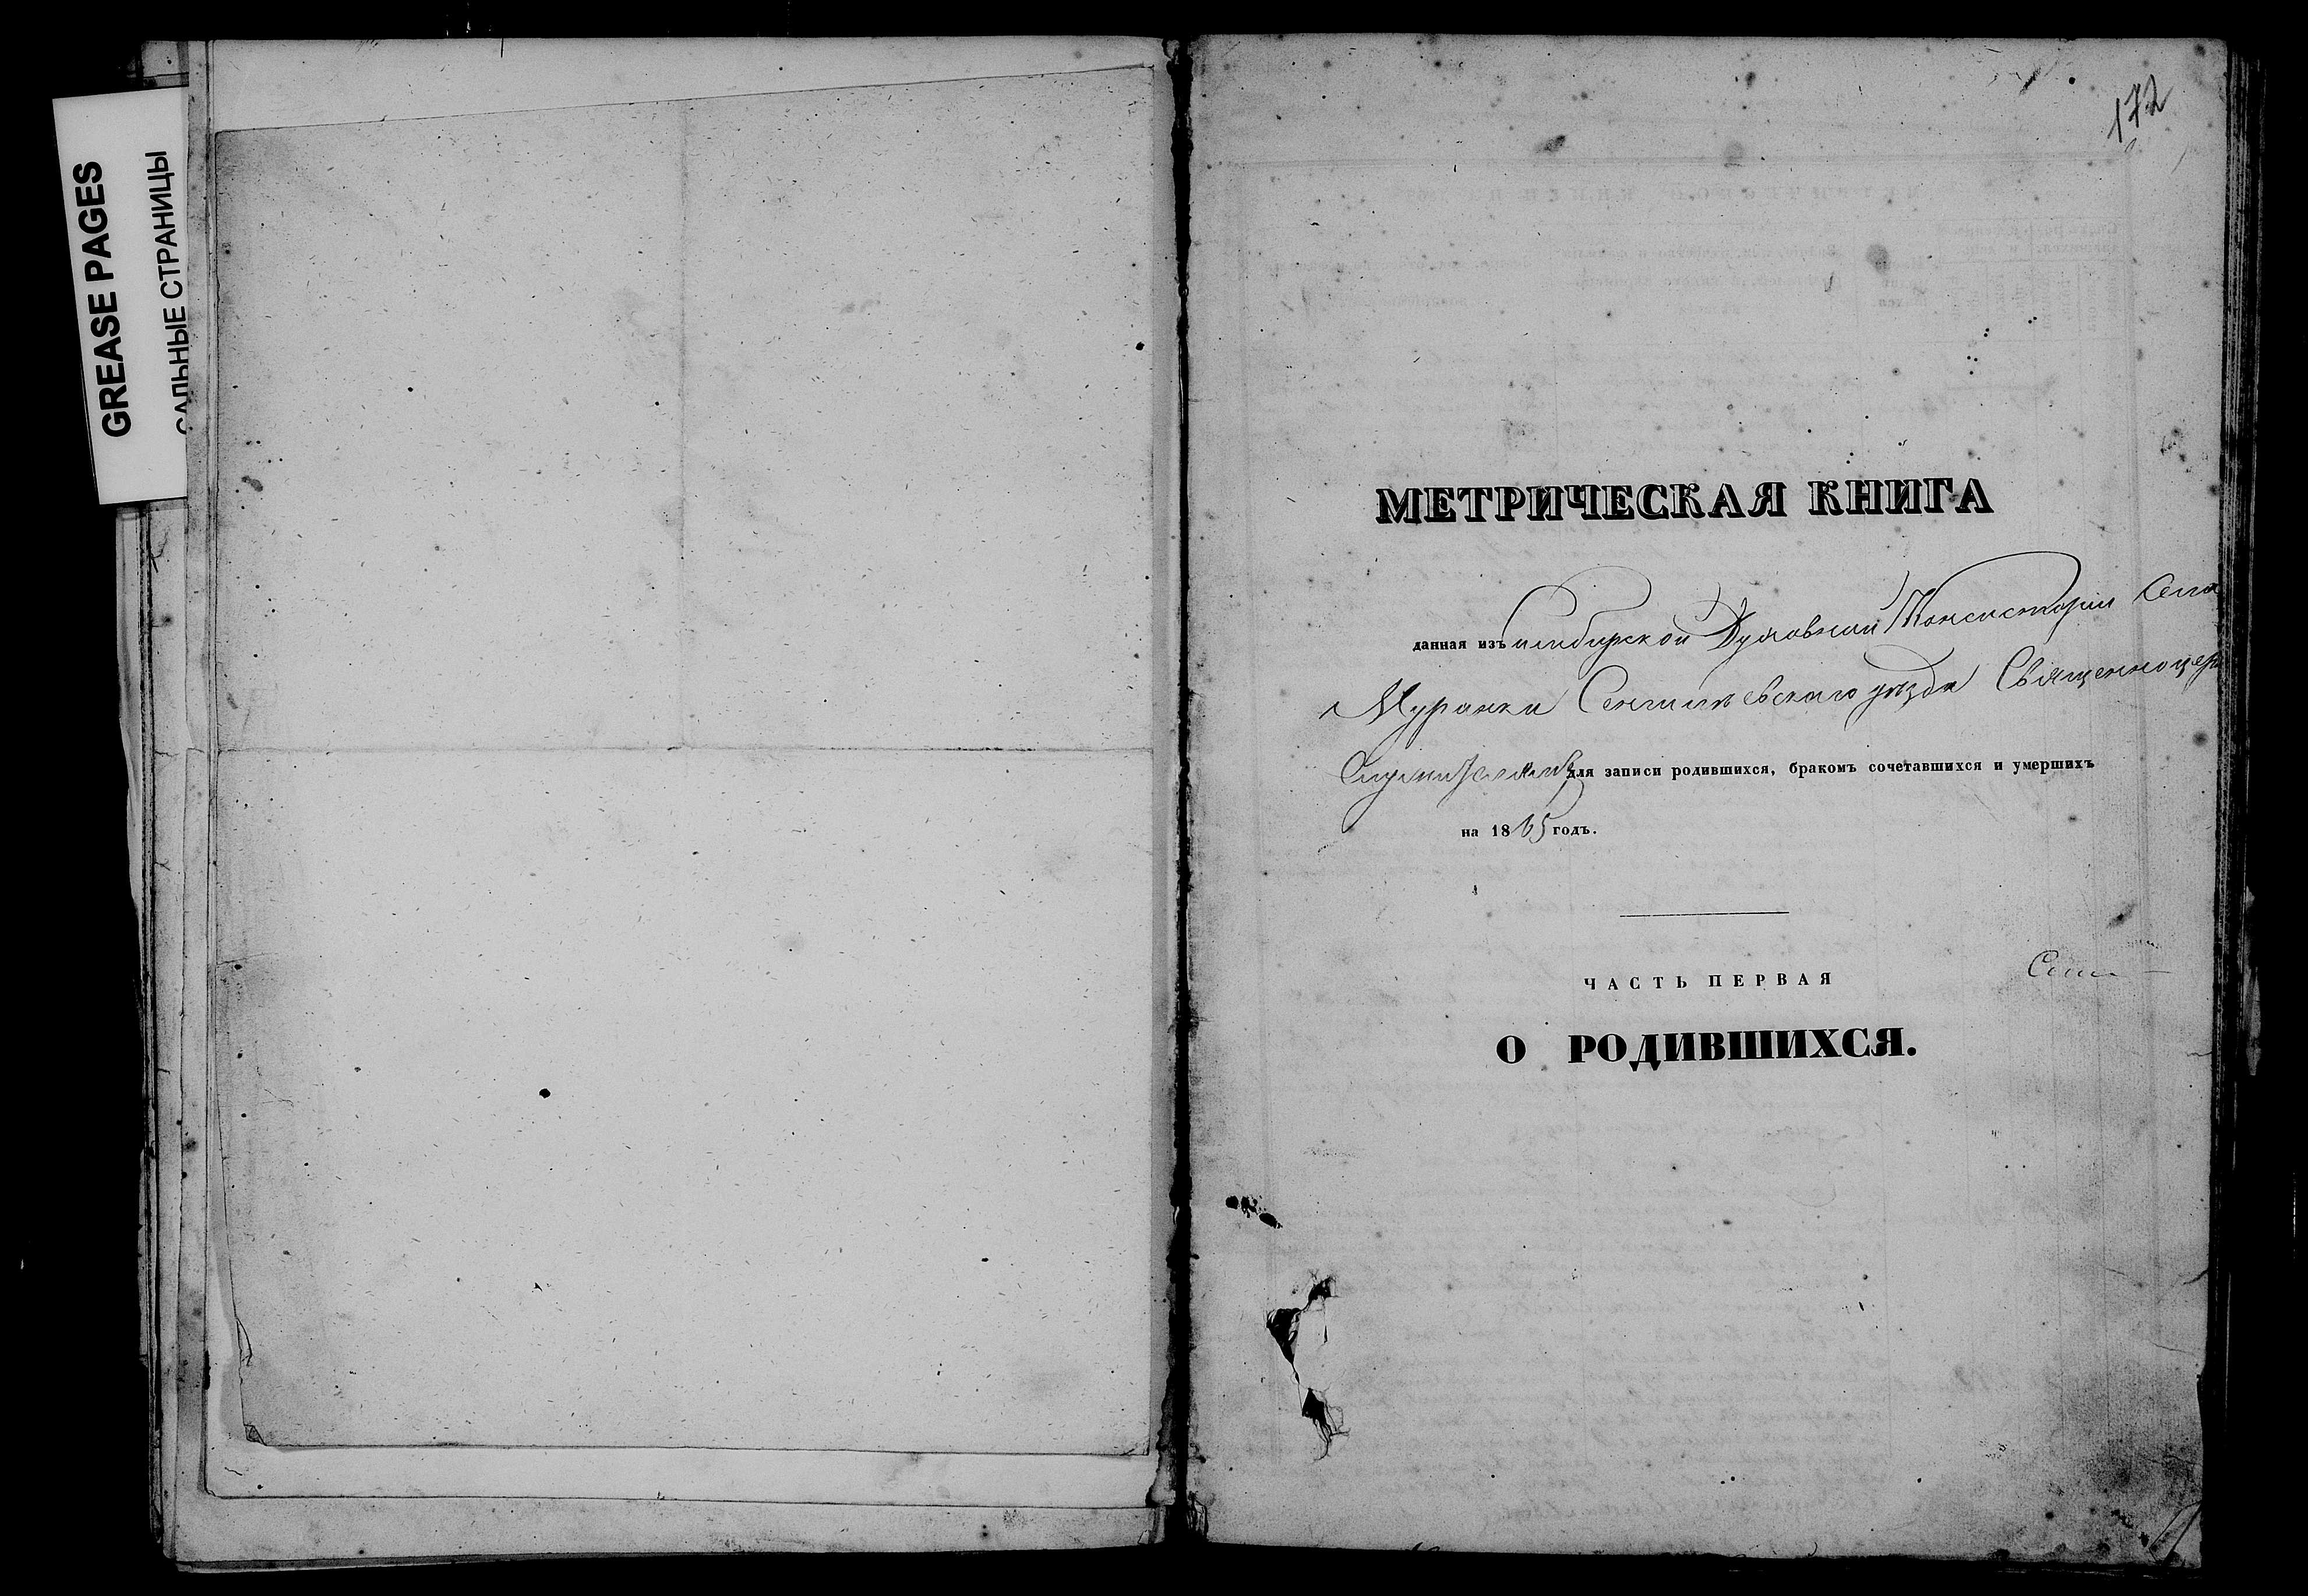 GREASE PAGES
САЛЬНЫЕ СТРАНИЦЫ
172
МЕТРИЧЕСКАЯ КНИГА
данная изъ Симбирской Духовной Консисторіи Села
Муранки Сенгилеевскаго уѣзда Священноцер
для записи родившихся, бракомъ сочетавшихся и умершихъ
на 1865 годъ.
ЧАСТЬ ПЕРВАЯ
О РОДИВШИХСЯ.